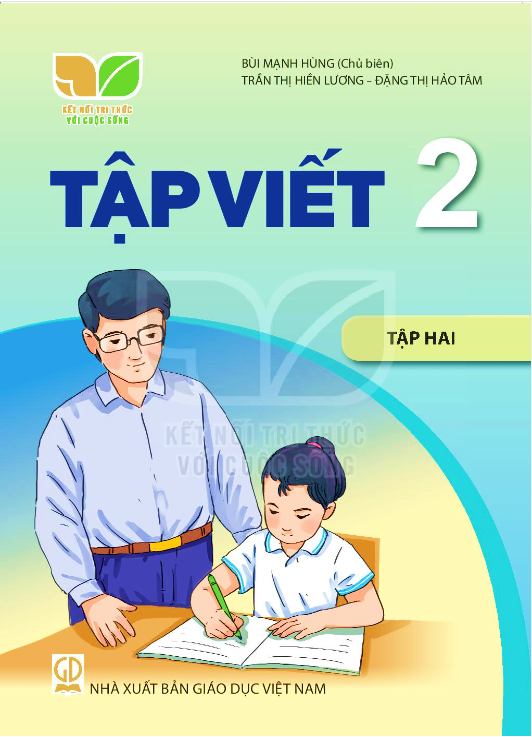 BÙI MẠNH HÙNG (Chủ biên)
TRẦN THỊ HIỀN LƯƠNG – ĐẶNG THỊ HẢO TÂM
KẾT NỐI TRI THỨC
VỚI CUỘC SỐNG
TẬP VIẾT 2
TẬP HAI
KẾT NỐI TRI THỨC
VỚI CUỘC SỐNG
GD
NHÀ XUẤT BẢN GIÁO DỤC VIỆT NAM